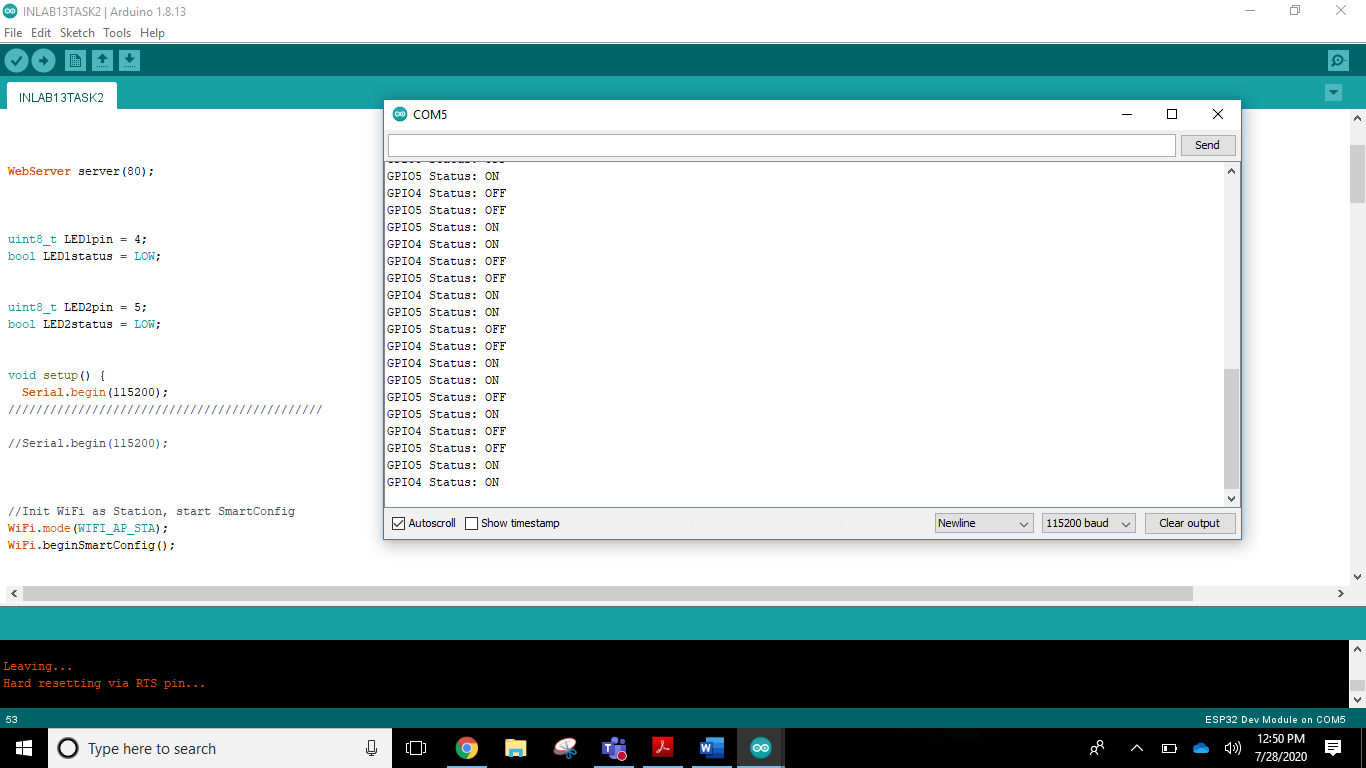 INLAB13TASK2 | Arduino 1.8.13
File Edit Sketch Tools Help
INLAB13TASK2
WebServer server(80);
uint8_t LED1pin = 4;
bool LED1status = LOW;
uint8_t LED2pin = 5;
bool LED2status = LOW;
void setup() {
Serial.begin(115200);
/////////////////////////////////////////////
//Serial.begin(115200);
//Init WiFi as Station, start SmartConfig
WiFi.mode(WIFI_AP_STA);
WiFi.beginSmartConfig();
COM5
Send
GPIO5 Status: ON
GPIO4 Status: OFF
GPIO5 Status: OFF
GPIO5 Status: ON
GPIO4 Status: ON
GPIO4 Status: OFF
GPIO5 Status: OFF
GPIO4 Status: ON
GPIO5 Status: ON
GPIO5 Status: OFF
GPIO4 Status: OFF
GPIO4 Status: ON
GPIO5 Status: ON
GPIO5 Status: OFF
GPIO5 Status: ON
GPIO4 Status: OFF
GPIO5 Status: OFF
GPIO5 Status: ON
GPIO4 Status: ON
Autoscroll Show timestamp Newline 115200 baud Clear output
Leaving...
Hard resetting via RTS pin...
53 ESP32 Dev Module on COM5
Type here to search
12:50 PM
7/28/2020